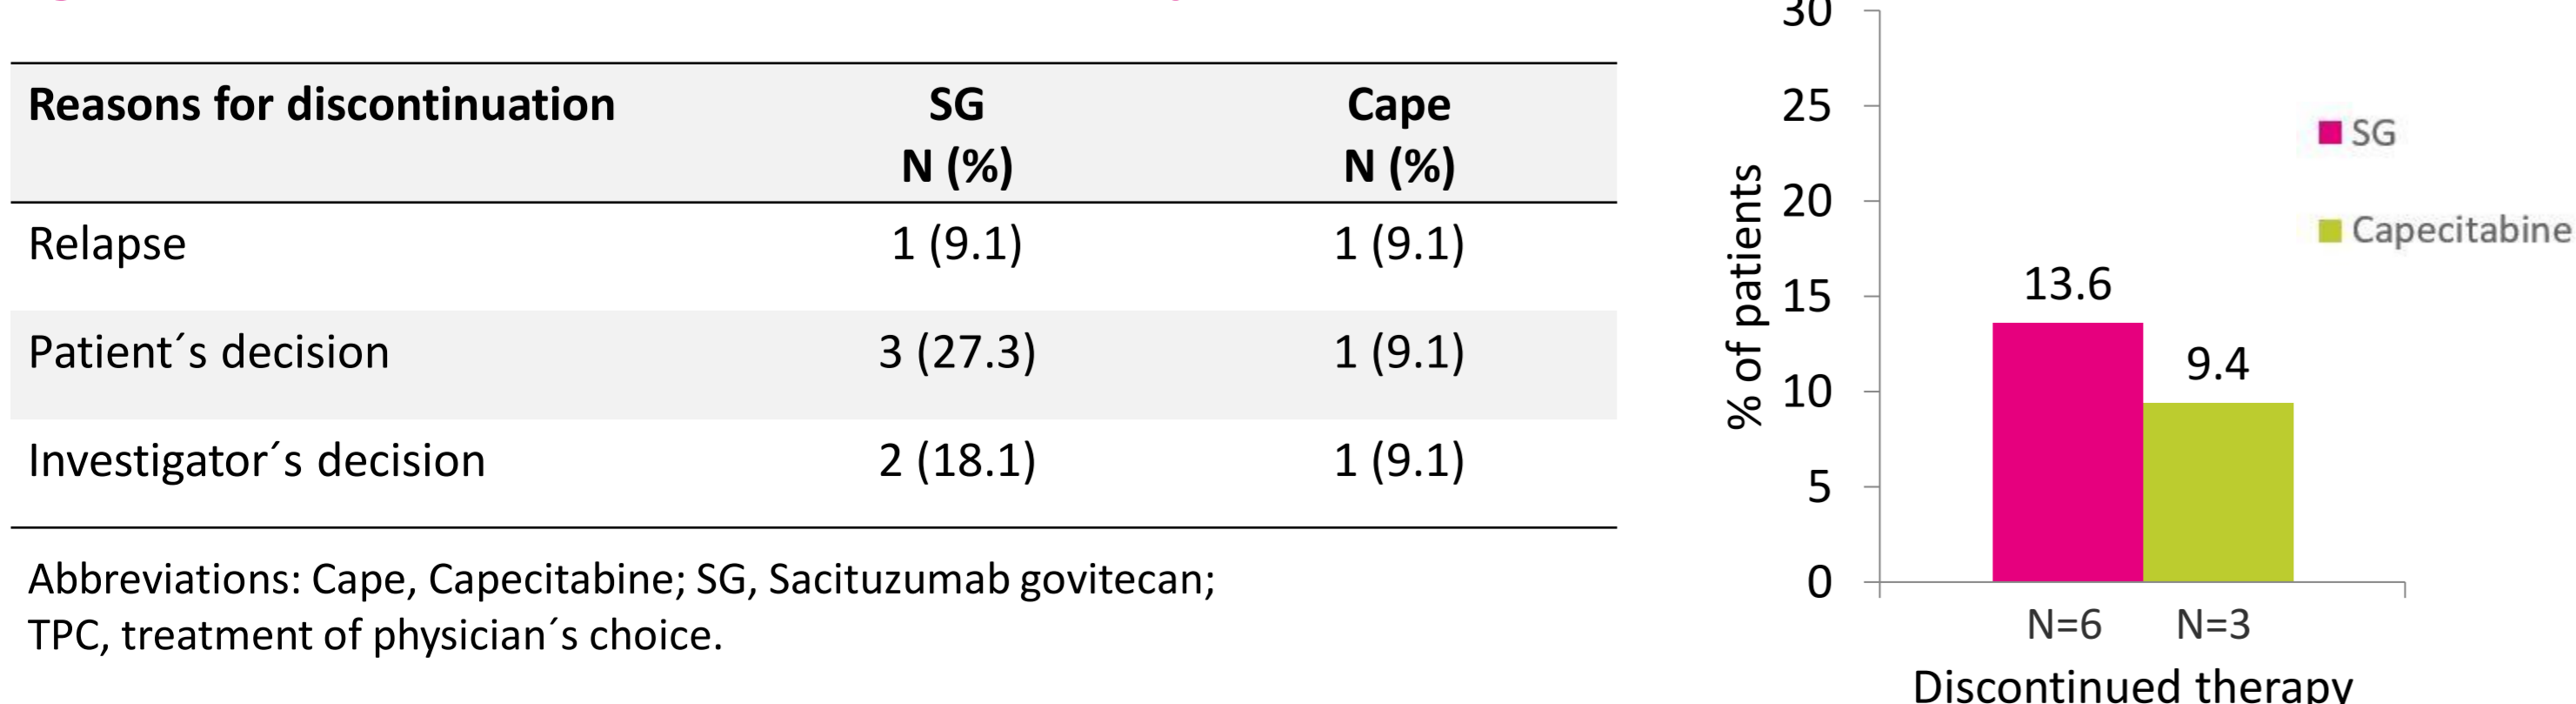 Reasons for discontinuation SG Cape
N (%) N (%)
Relapse 1 (9.1) 1 (9.1)
Patient´s decision 3 (27.3) 1 (9.1)
Investigator´s decision 2 (18.1) 1 (9.1)
Abbreviations: Cape, Capecitabine; SG, Sacituzumab govitecan;
TPC, treatment of physician´s choice.
% of patients
30
25
20
15
10
5
0
SG
Capecitabine
13.6
9.4
N=6 N=3
Discontinued therapy